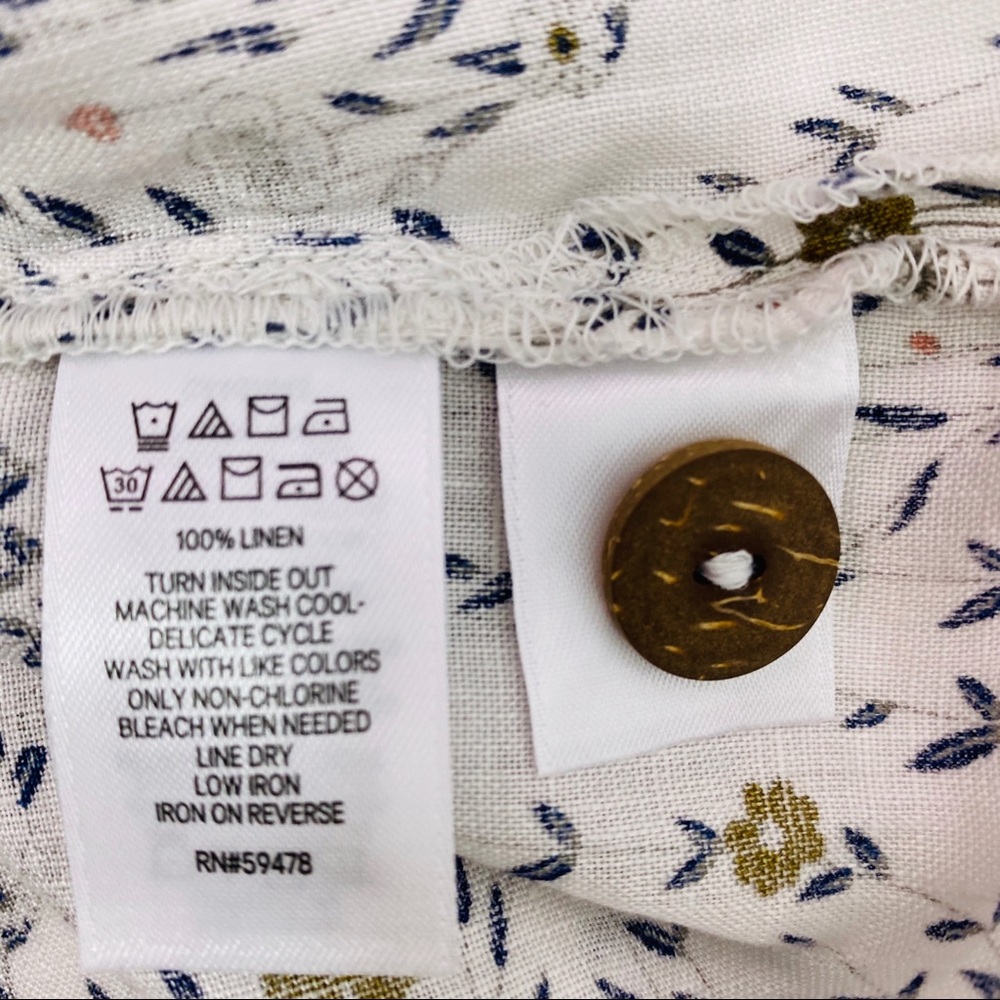 30
100% LINEN
TURN INSIDE OUT
MACHINE WASH COOL-
DELICATE CYCLE
WASH WITH LIKE COLORS
ONLY NON-CHLORINE
BLEACH WHEN NEEDED
LINE DRY
LOW IRON
IRON ON REVERSE
RN#59478